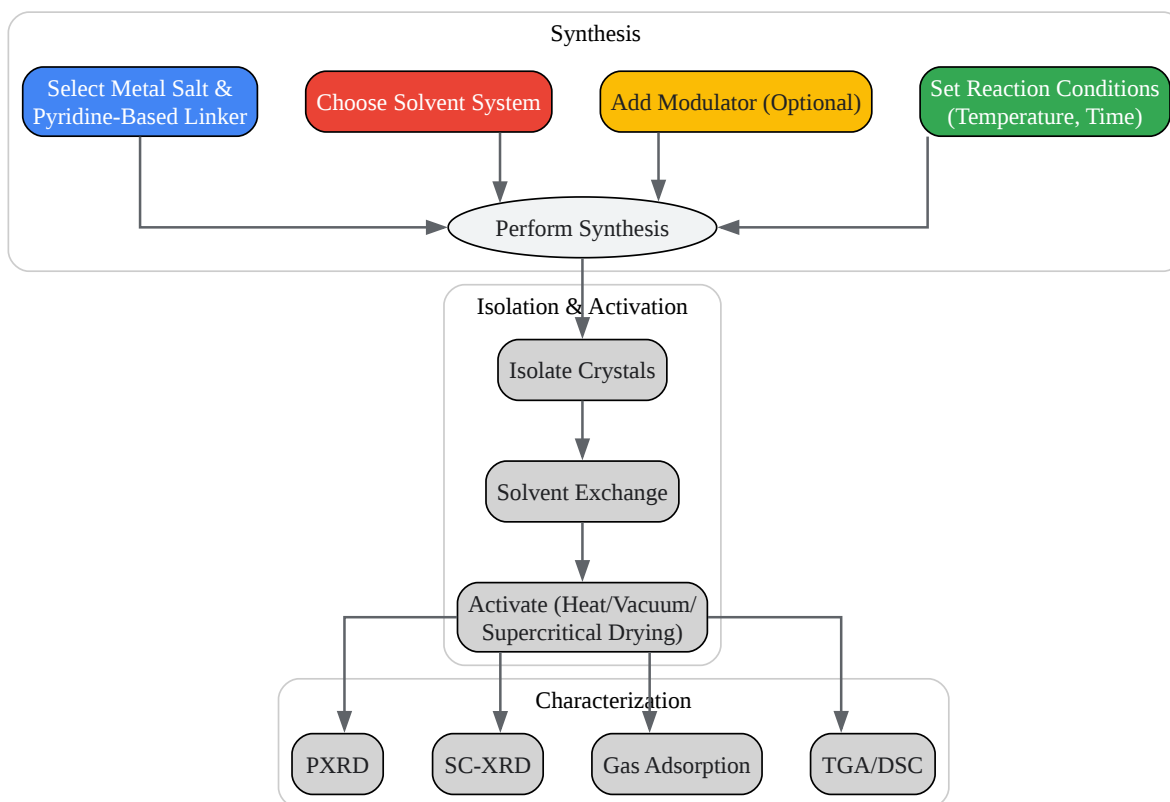 Synthesis
Select Metal Salt &
Pyridine-Based Linker
Choose Solvent System
Add Modulator (Optional)
Set Reaction Conditions
(Temperature, Time)
Perform Synthesis
Isolation & Activation
Isolate Crystals
Solvent Exchange
Activate (Heat/Vacuum/
Supercritical Drying)
Characterization
PXRD
SC-XRD
Gas Adsorption
TGA/DSC